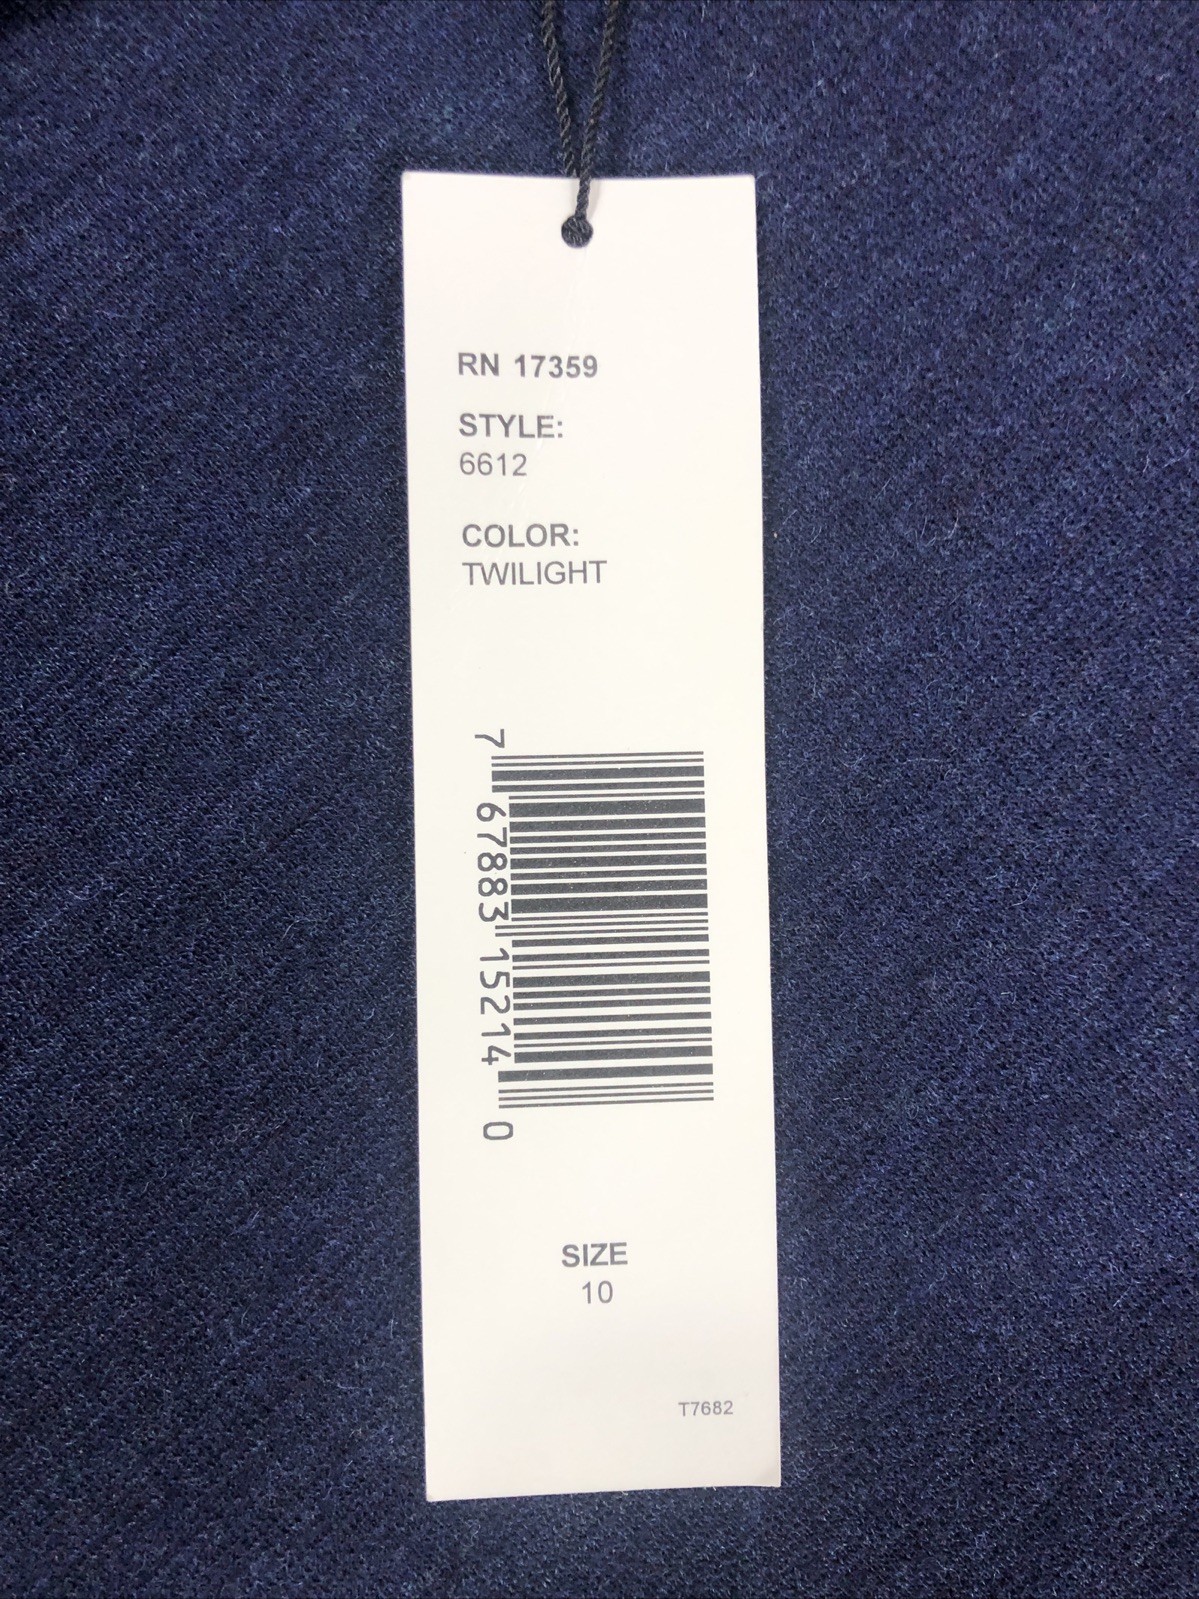 RN 17359
STYLE:
6612
COLOR:
TWILIGHT
7 67883 15214 0
SIZE
10
T7682